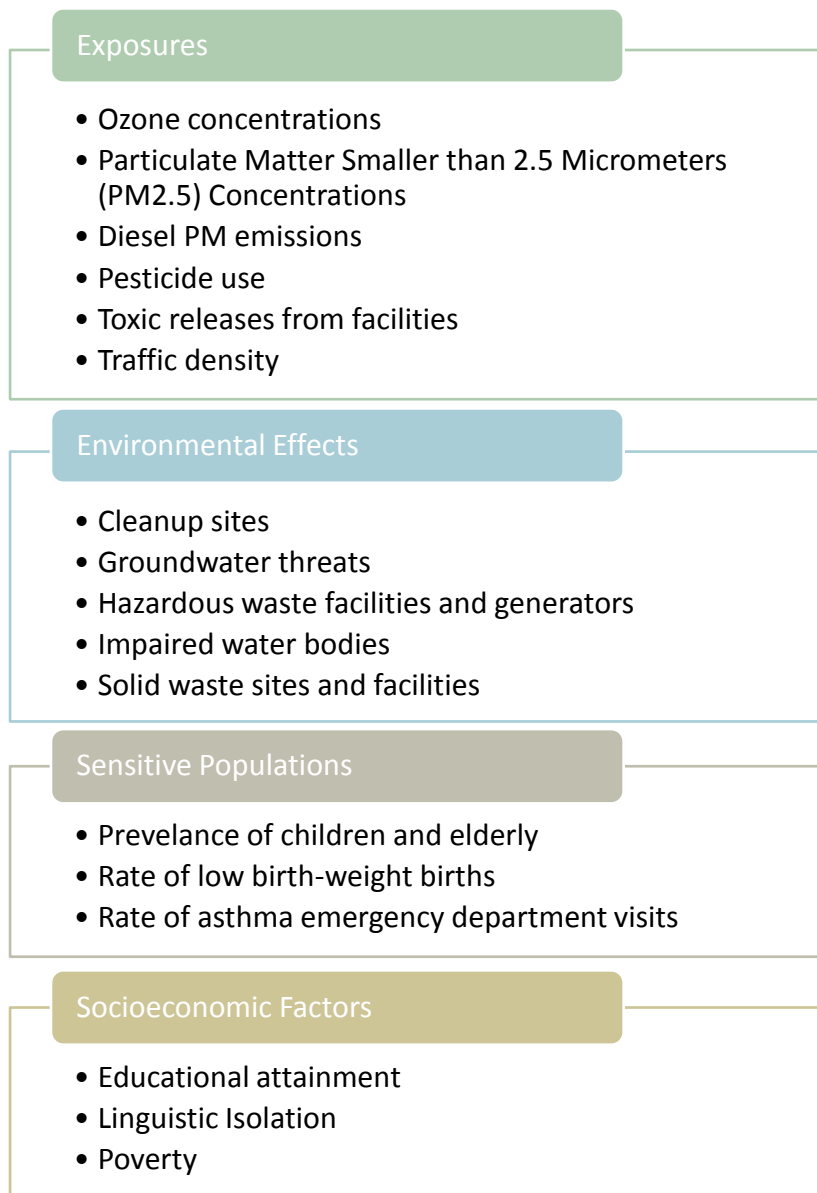 Exposures
• Ozone concentrations
• Particulate Matter Smaller than 2.5 Micrometers
(PM2.5) Concentrations
• Diesel PM emissions
• Pesticide use
• Toxic releases from facilities
• Traffic density
Environmental Effects
• Cleanup sites
• Groundwater threats
• Hazardous waste facilities and generators
• Impaired water bodies
• Solid waste sites and facilities
Sensitive Populations
• Prevelance of children and elderly
• Rate of low birth-weight births
• Rate of asthma emergency department visits
Socioeconomic Factors
• Educational attainment
• Linguistic Isolation
• Poverty